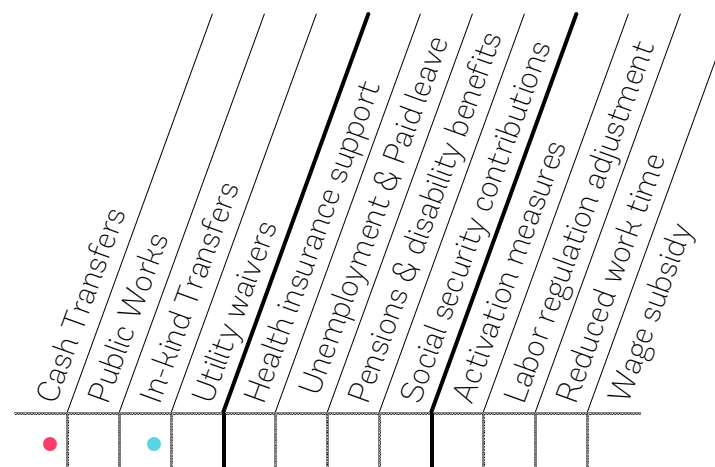 Cash Transfers
Public Works
In-kind Transfers
Utility waivers
Health insurance support
Unemployment & Paid leave
Pensions & disability benefits
Social security contributions
Activation measures
Labor regulation adjustment
Reduced work time
Wage subsidy